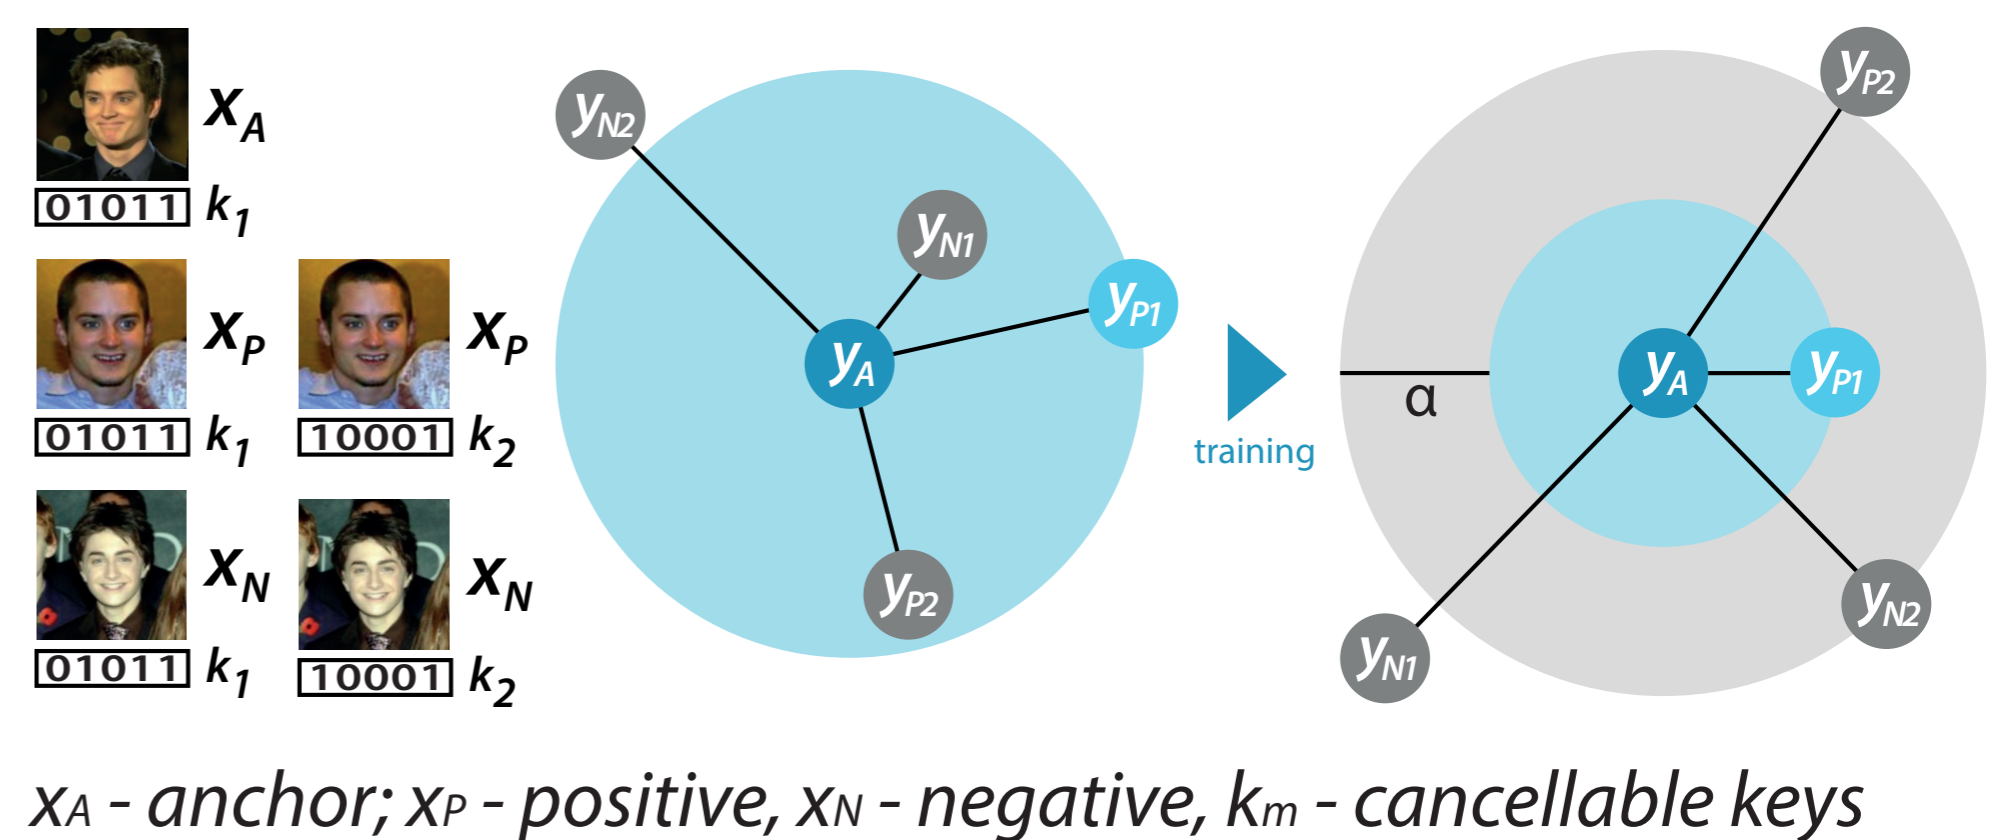 xA
01011 k1
xP xP
01011 k1 10001 k2
xN xN
01011 k1 10001 k2
yN2
yN1
yP1
yA
yP2
training
yP2
yA yP1
α
yN2
yN1
xA - anchor; xP - positive, xN - negative, km - cancellable keys